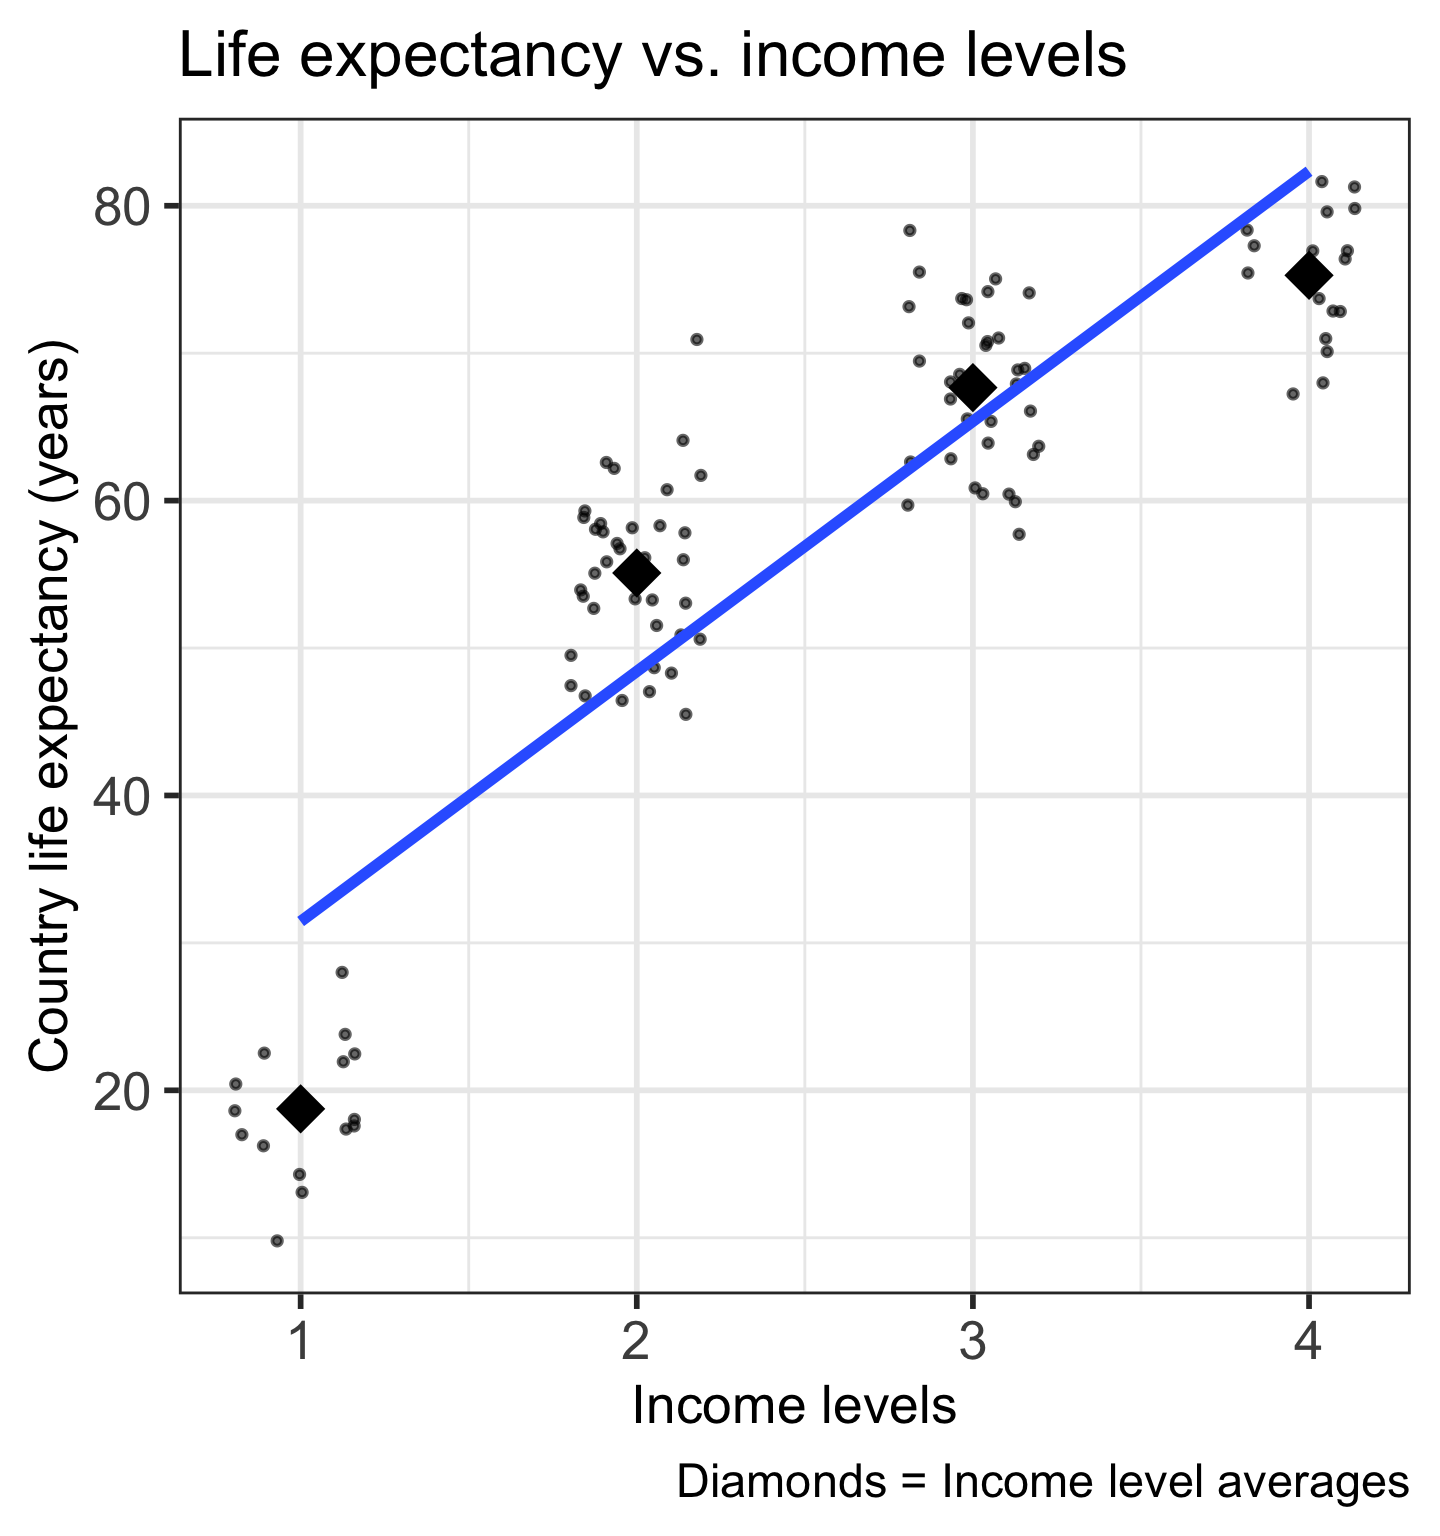 Life expectancy vs. income levels
Country life expectancy (years)
80
60
40
20
1 2 3 4
Income levels
Diamonds = Income level averages